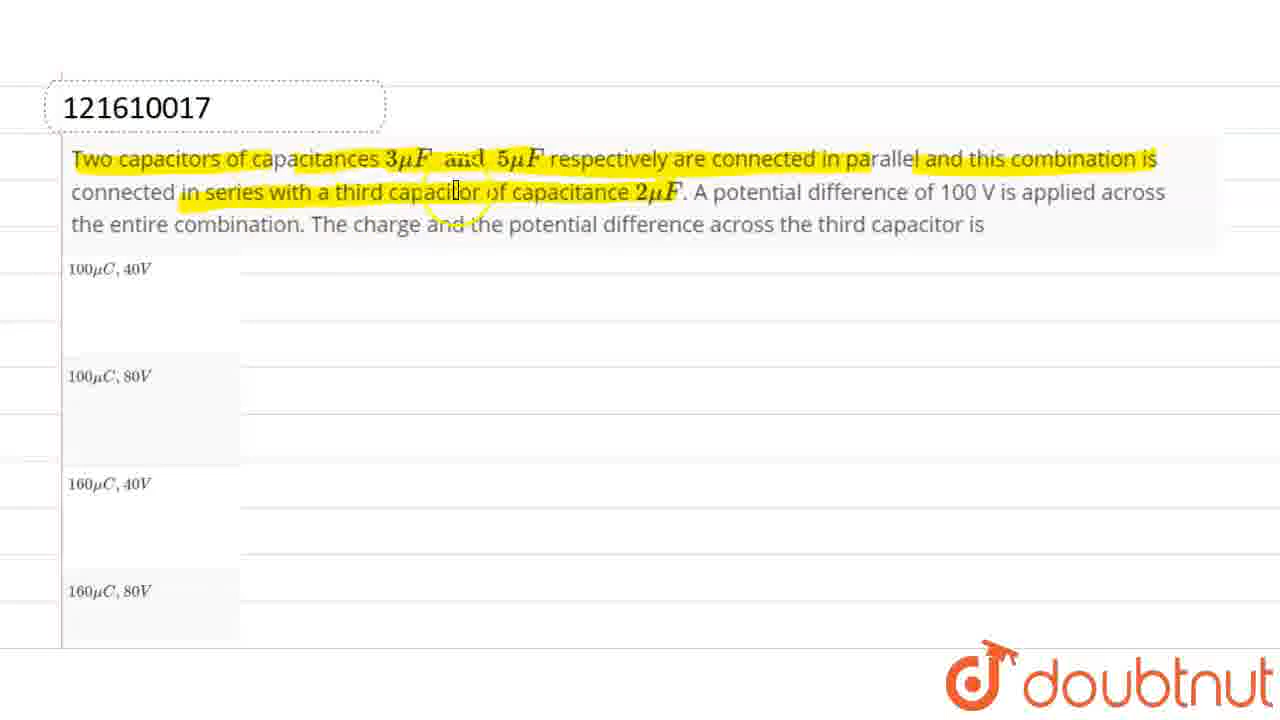 121610017
Two capacitors of capacitances 3μF and 5μF respectively are connected in parallel and this combination is
connected in series with a third capacitor of capacitance 2μF. A potential difference of 100 V is applied across
the entire combination. The charge and the potential difference across the third capacitor is
100μC, 40V
100μC, 80V
160μC, 40V
160μC, 80V
doubtnut